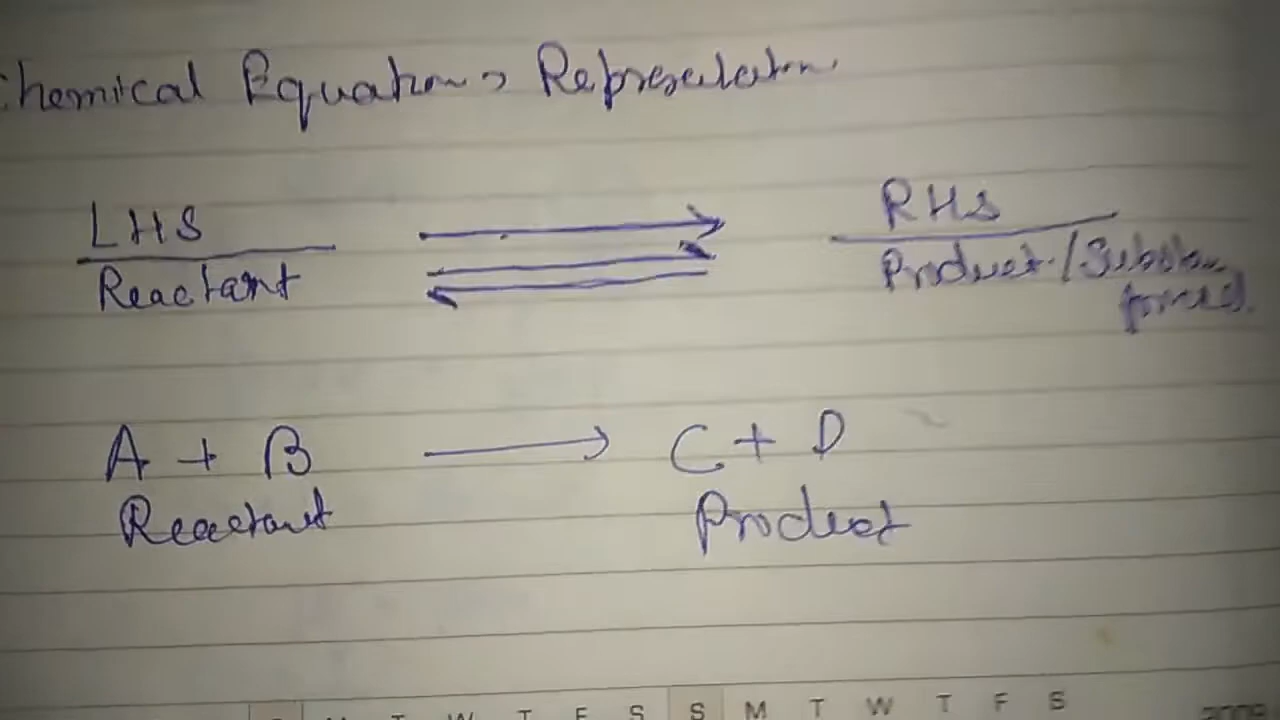 Chemical Equation → Representation.
LHS RHS
Reactant Product / Substance
formed.
A + B → C + D
Reactant Product
S M T W T F S S M T W T F S